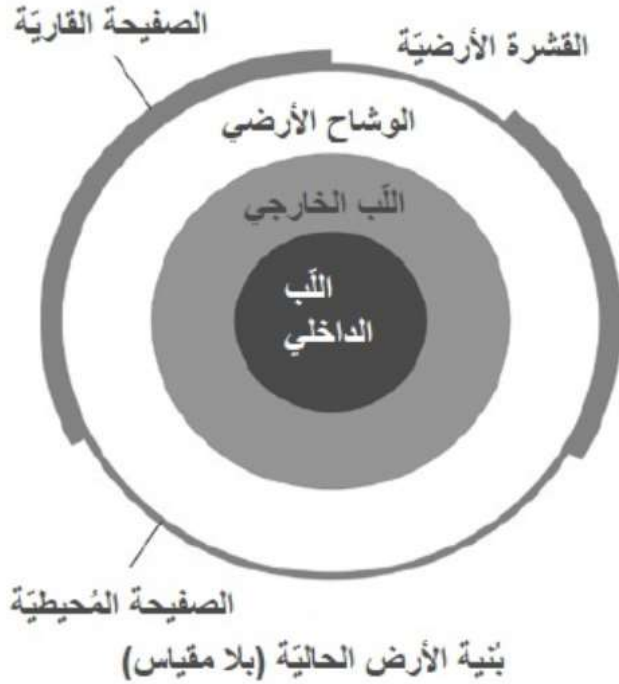 الصفيحة القاريّة
القشرة الأرضيّة
الوشاح الأرضي
اللّب الخارجي
اللّب
الداخلي
الصفيحة المُحيطيّة
بُنية الأرض الحاليّة (بلا مقياس)